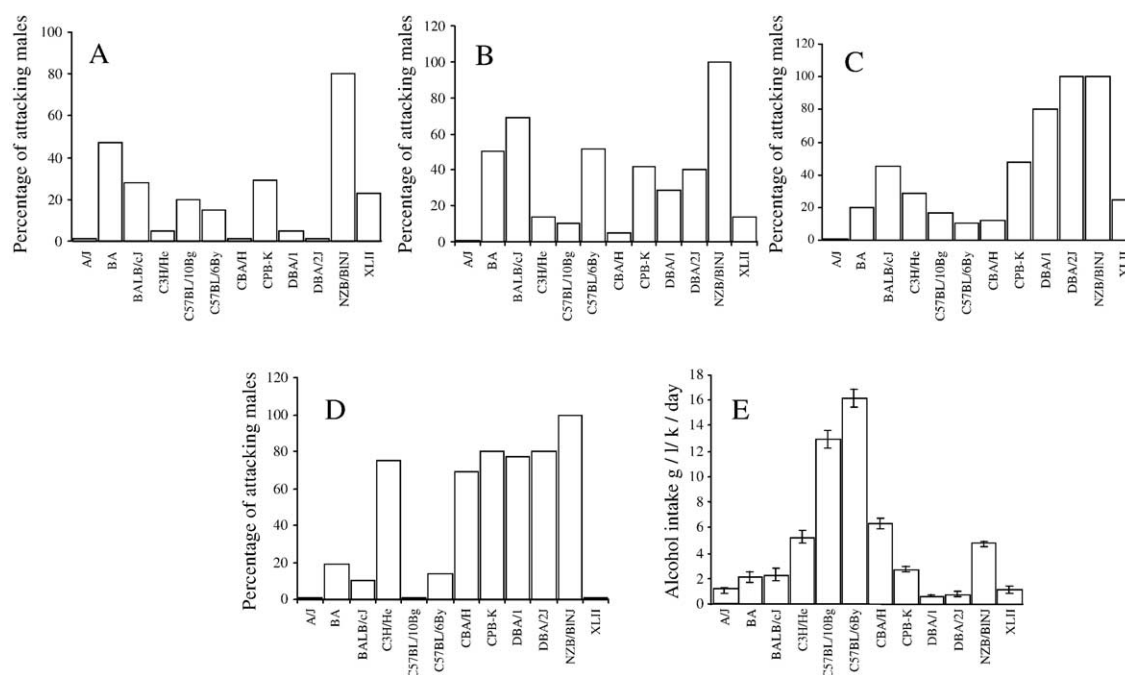 A
Percentage of attacking males
100
80
60
40
20
0
A/J
BA
BALB/cJ
C3H/He
C57BL/10Bg
C57BL/6By
CBA/H
CPB-K
DBA/1
DBA/2J
NZB/BINJ
XLII
B
Percentage of attacking males
120
100
80
60
40
20
0
A/J
BA
BALB/cJ
C3H/He
C57BL/10Bg
C57BL/6By
CBA/H
CPB-K
DBA/1
DBA/2J
NZB/BINJ
XLII
C
Percentage of attacking males
120
100
80
60
40
20
0
A/J
BA
BALB/cJ
C3H/He
C57BL/10Bg
C57BL/6By
CBA/H
CPB-K
DBA/1
DBA/2J
NZB/BINJ
XLII
D
Percentage of attacking males
120
100
80
60
40
20
0
A/J
BA
BALB/cJ
C3H/He
C57BL/10Bg
C57BL/6By
CBA/H
CPB-K
DBA/1
DBA/2J
NZB/BINJ
XLII
E
Alcohol intake g / l/ k / day
18
16
14
12
10
8
6
4
2
0
A/J
BA
BALB/cJ
C3H/He
C57BL/10Bg
C57BL/6By
CBA/H
CPB-K
DBA/1
DBA/2J
NZB/BINJ
XLII